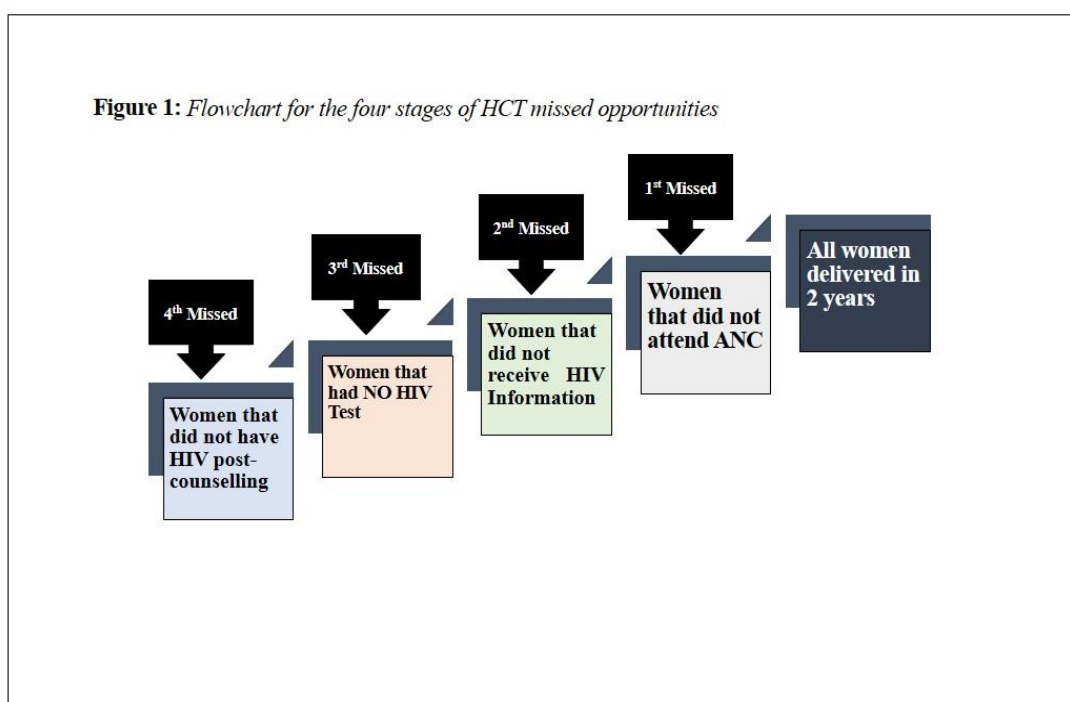 Figure 1: Flowchart for the four stages of HCT missed opportunities
1st Missed
2nd Missed
3rd Missed
4th Missed
All women
delivered in
2 years
Women
that did not
attend ANC
Women that
did not
receive HIV
Information
Women that
had NO HIV
Test
Women that
did not have
HIV post-
counselling